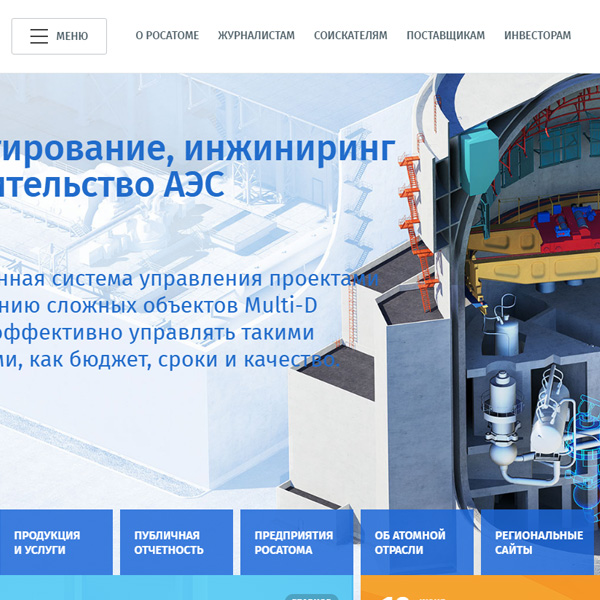 МЕНЮ О РОСАТОМЕ ЖУРНАЛИСТАМ СОИСКАТЕЛЯМ ПОСТАВЩИКАМ ИНВЕСТОРАМ
тирование, инжиниринг
ительство АЭС
нная система управления проектами
нию сложных объектов Multi-D
эффективно управлять такими
ми, как бюджет, сроки и качество.
ПРОДУКЦИЯ
И УСЛУГИ
ПУБЛИЧНАЯ
ОТЧЕТНОСТЬ
ПРЕДПРИЯТИЯ
РОСАТОМА
ОБ АТОМНОЙ
ОТРАСЛИ
РЕГИОНАЛЬНЫЕ
САЙТЫ